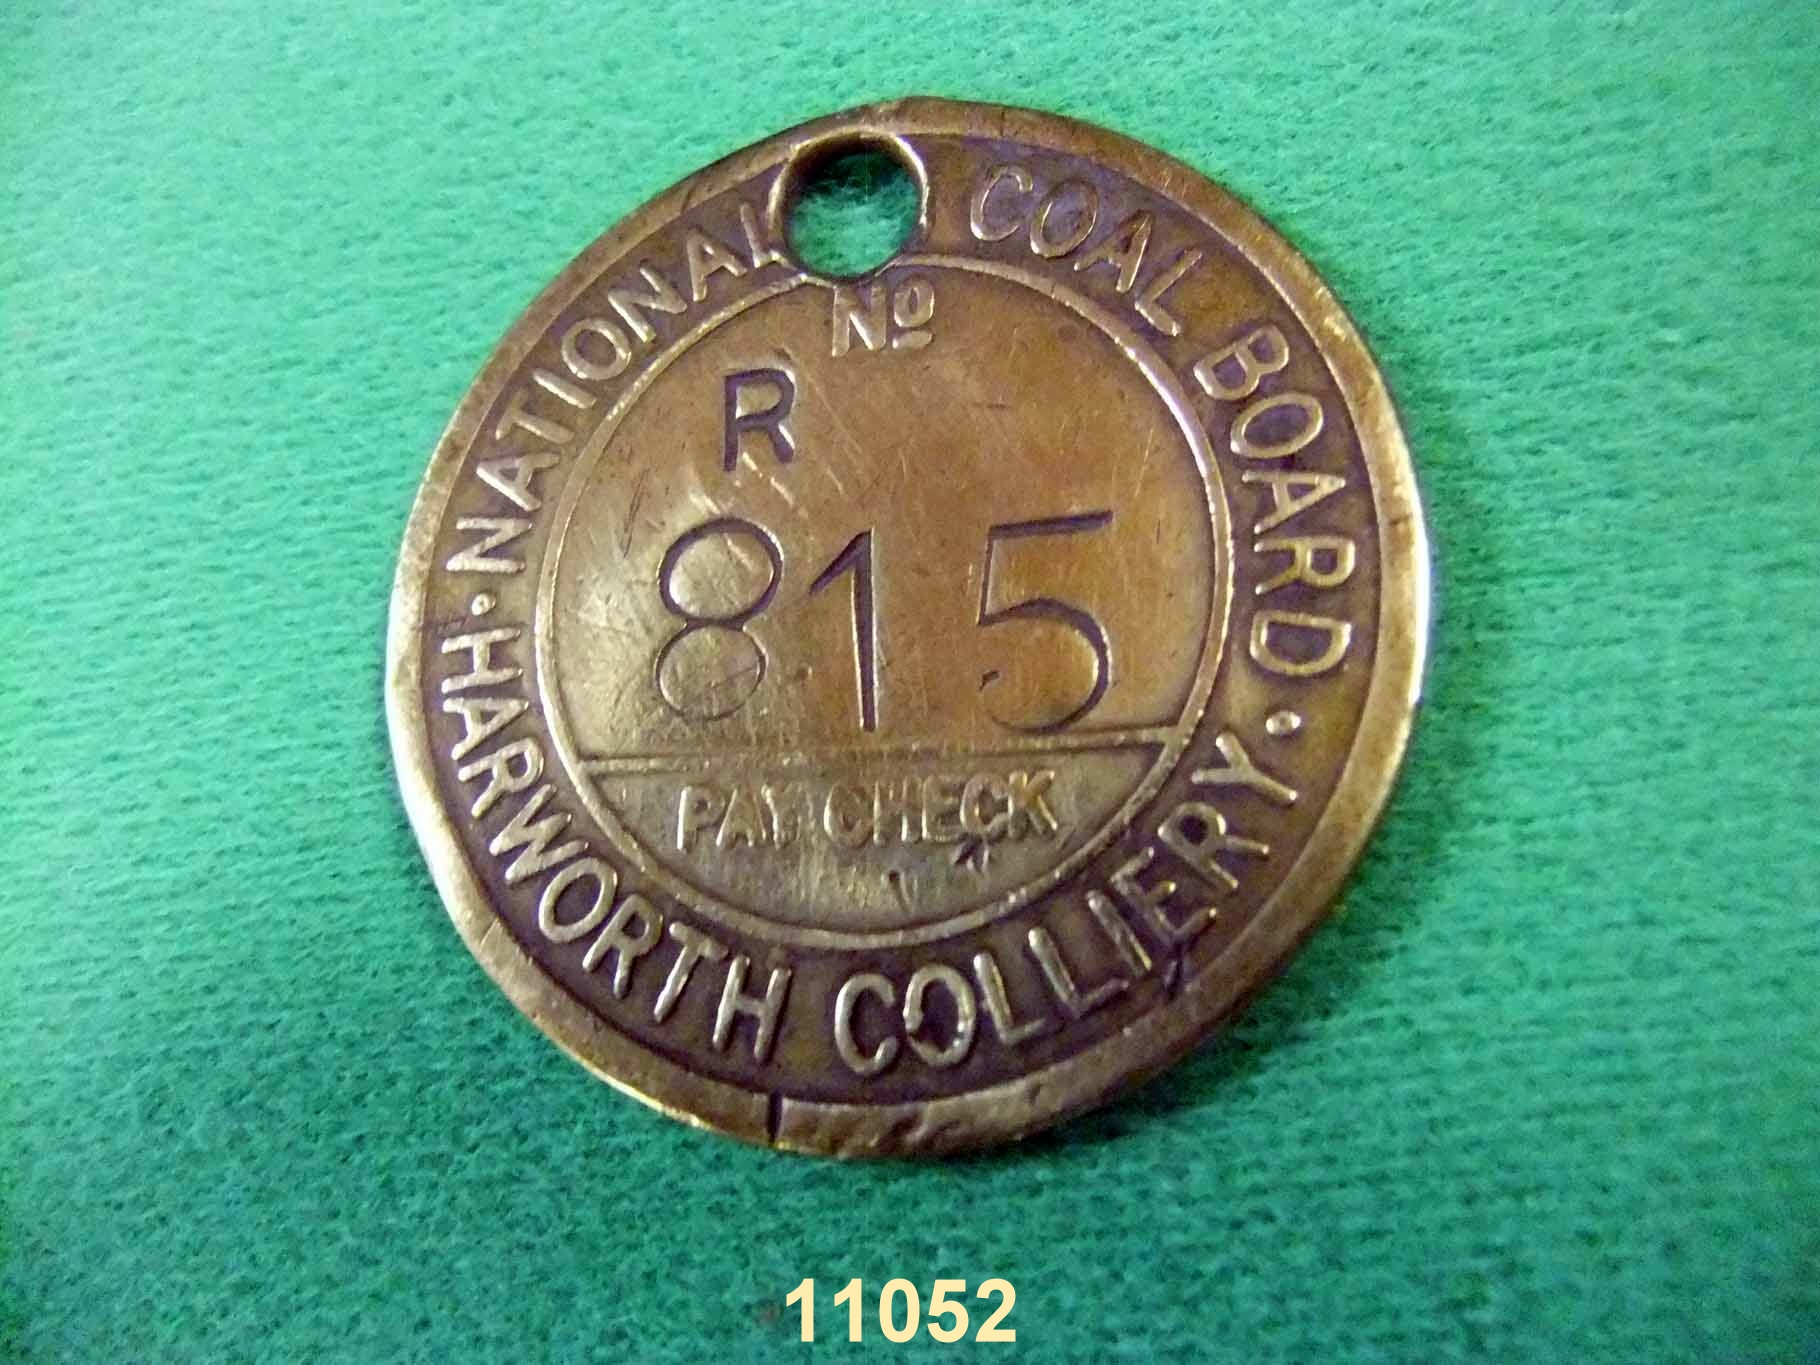 NATIONAL COAL BOARD
Nº
R
815
PAY CHECK
· HARWORTH COLLIERY ·
11052